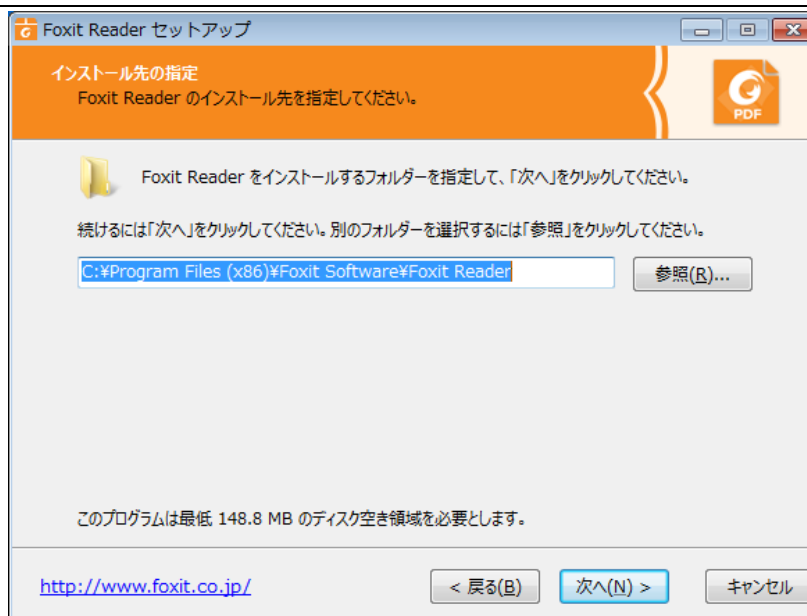 Foxit Reader セットアップ
インストール先の指定
Foxit Reader のインストール先を指定してください。
PDF
Foxit Reader をインストールするフォルダーを指定して、「次へ」をクリックしてください。
続けるには「次へ」をクリックしてください。別のフォルダーを選択するには「参照」をクリックしてください。
C:¥Program Files (x86)¥Foxit Software¥Foxit Reader
参照(R)...
このプログラムは最低 148.8 MB のディスク空き領域を必要とします。
http://www.foxit.co.jp/
< 戻る(B)
次へ(N) >
キャンセル